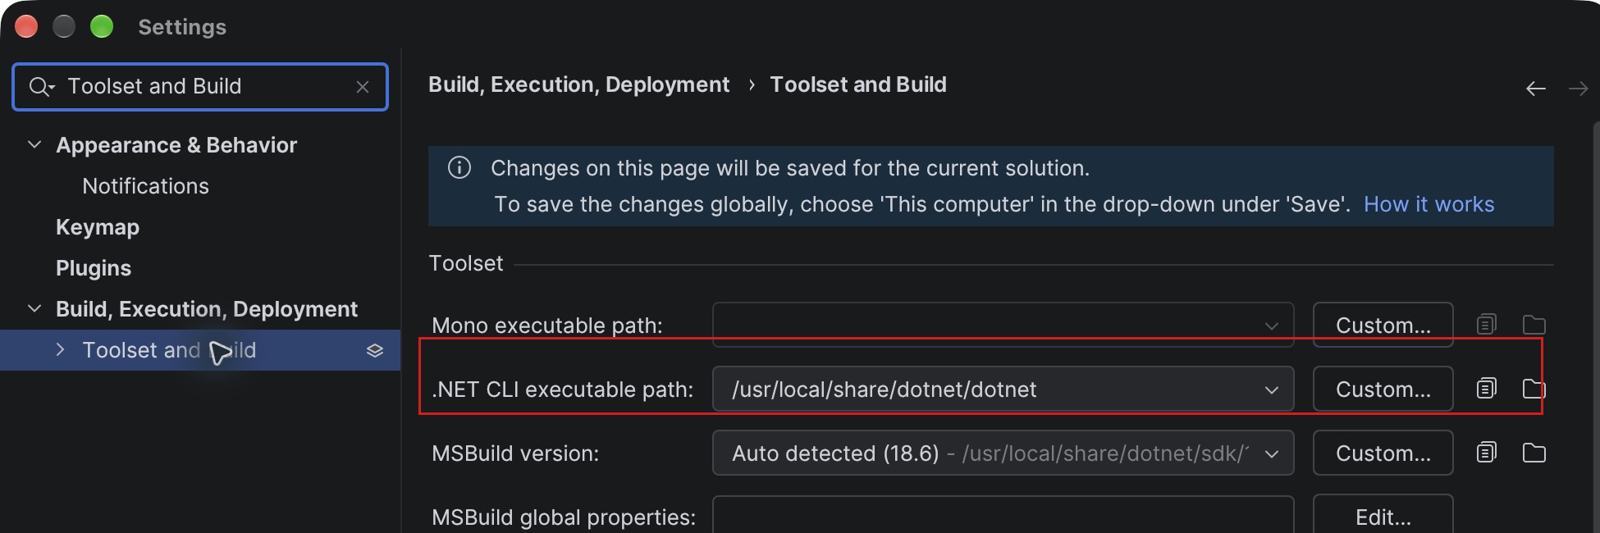 Settings
Toolset and Build
Appearance & Behavior
Notifications
Keymap
Plugins
Build, Execution, Deployment
Toolset and Build
Build, Execution, Deployment › Toolset and Build
Changes on this page will be saved for the current solution.
To save the changes globally, choose 'This computer' in the drop-down under 'Save'. How it works
Toolset
Mono executable path: Custom...
.NET CLI executable path: /usr/local/share/dotnet/dotnet Custom...
MSBuild version: Auto detected (18.6) - /usr/local/share/dotnet/sdk/ Custom...
MSBuild global properties: Edit...